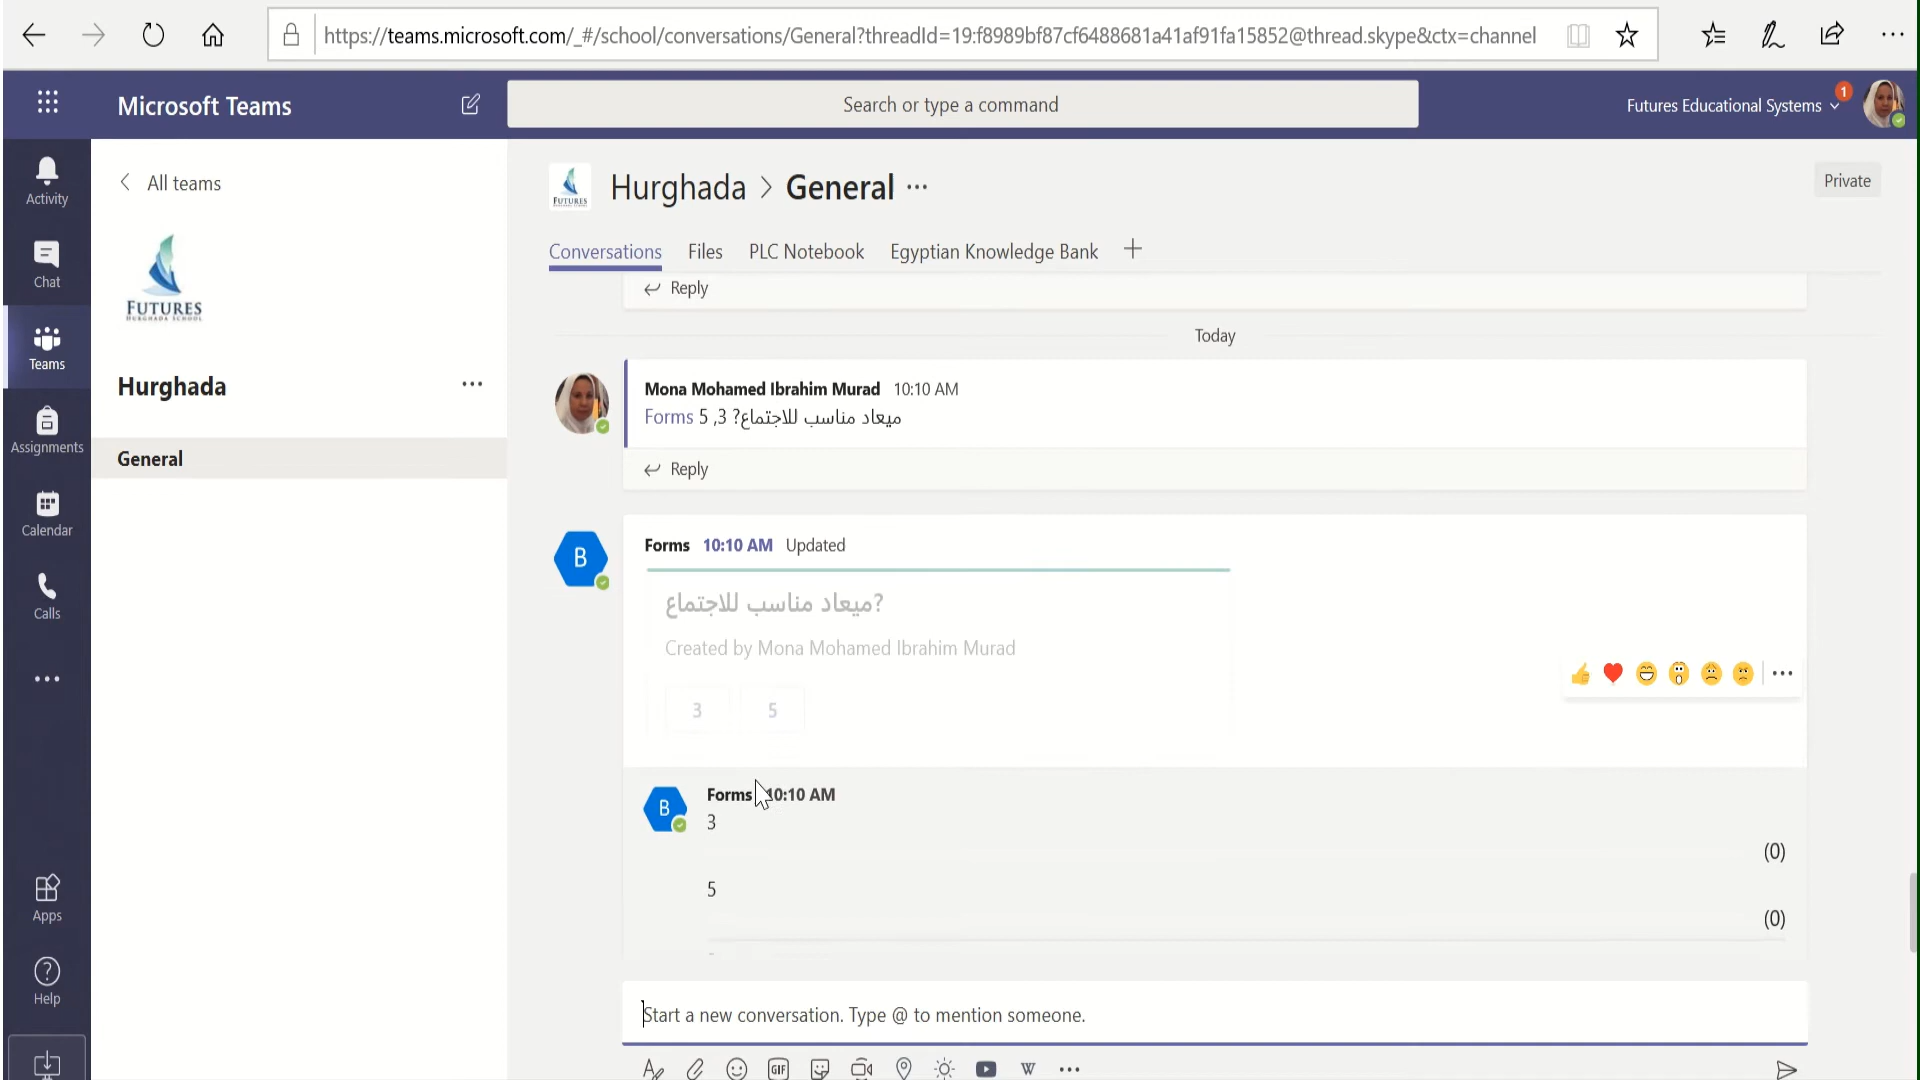 https://teams.microsoft.com/_#/school/conversations/General?threadId=19:f8989bf87cf6488681a41af91fa15852@thread.skype&ctx=channel
Microsoft Teams
Search or type a command
Futures Educational Systems
1
Activity
Chat
Teams
Assignments
Calendar
Calls
Apps
Help
All teams
FUTURES
HURGHADA SCHOOL
Hurghada
General
FUTURES
Hurghada > General
Private
Conversations Files PLC Notebook Egyptian Knowledge Bank
Reply
Today
Mona Mohamed Ibrahim Murad 10:10 AM
Forms ميعاد مناسب للاجتماع? 3, 5
Reply
B
Forms 10:10 AM Updated
ميعاد مناسب للاجتماع?
Created by Mona Mohamed Ibrahim Murad
3 5
B
Forms 10:10 AM
3
(0)
5
(0)
Start a new conversation. Type @ to mention someone.
GIF
W